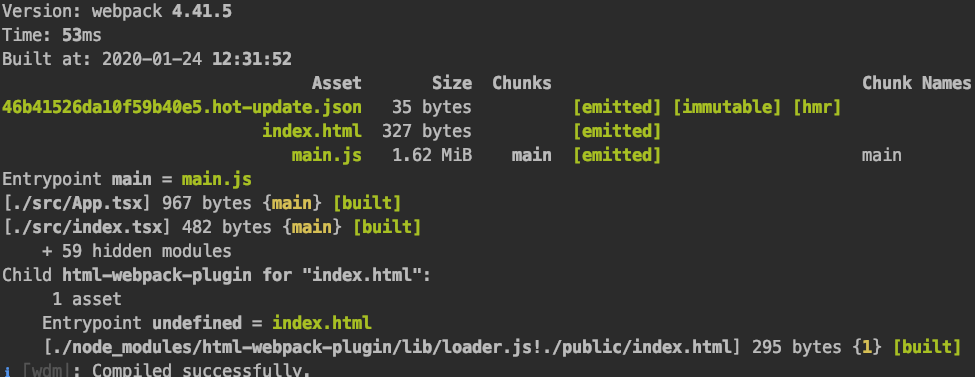 Version: webpack 4.41.5
Time: 53ms
Built at: 2020-01-24 12:31:52
Asset Size Chunks Chunk Names
46b41526da10f59b40e5.hot-update.json 35 bytes [emitted] [immutable] [hmr]
index.html 327 bytes [emitted]
main.js 1.62 MiB main [emitted] main
Entrypoint main = main.js
[./src/App.tsx] 967 bytes {main} [built]
[./src/index.tsx] 482 bytes {main} [built]
+ 59 hidden modules
Child html-webpack-plugin for "index.html":
1 asset
Entrypoint undefined = index.html
[./node_modules/html-webpack-plugin/lib/loader.js!./public/index.html] 295 bytes {1} [built]
ℹ ｢wdm｣: Compiled successfully.